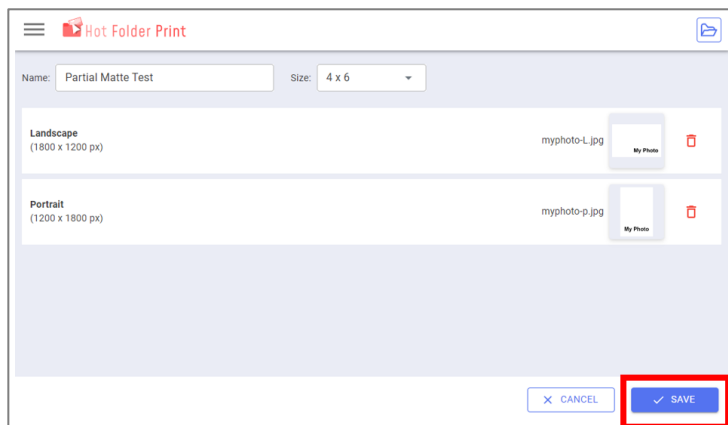 Hot Folder Print
Name: Partial Matte Test Size: 4 x 6
Landscape
(1800 x 1200 px)
myphoto-L.jpg
My Photo
Portrait
(1200 x 1800 px)
myphoto-p.jpg
My Photo
CANCEL SAVE